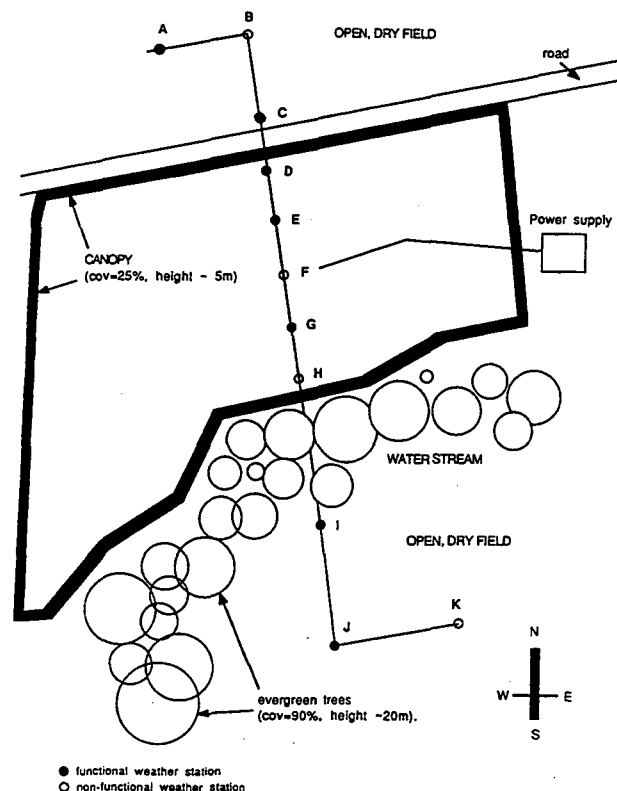 B
A
OPEN, DRY FIELD
road
C
D
E
Power supply
CANOPY
(cov=25%, height ~ 5m)
F
G
H
WATER STREAM
I
OPEN, DRY FIELD
K
J
N
W E
S
evergreen trees
(cov=90%, height ~20m).
functional weather station
non-functional weather station